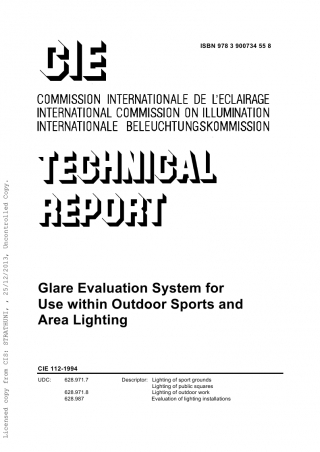 ISBN 978 3 900734 55 8
CIE
COMMISSION INTERNATIONALE DE L'ECLAIRAGE
INTERNATIONAL COMMISSION ON ILLUMINATION
INTERNATIONALE BELEUCHTUNGSKOMMISSION
TECHNICAL
REPORT
Glare Evaluation System for
Use within Outdoor Sports and
Area Lighting
CIE 112-1994
UDC: 628.971.7 Descriptor: Lighting of sport grounds
Lighting of public squares
628.971.8 Lighting of outdoor work
628.987 Evaluation of lighting installations
Licensed copy from CIS: STRATHUNI, , 25/12/2013, Uncontrolled Copy.